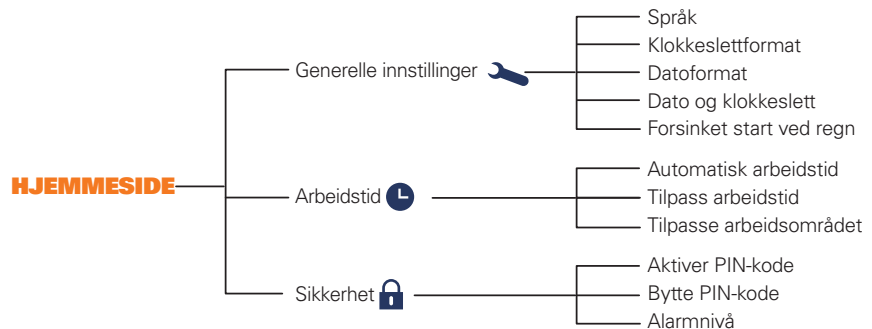 HJEMMESIDE
Generelle innstillinger
Språk
Klokkeslettformat
Datoformat
Dato og klokkeslett
Forsinket start ved regn
Arbeidstid
Automatisk arbeidstid
Tilpass arbeidstid
Tilpasse arbeidsområdet
Sikkerhet
Aktiver PIN-kode
Bytte PIN-kode
Alarmnivå